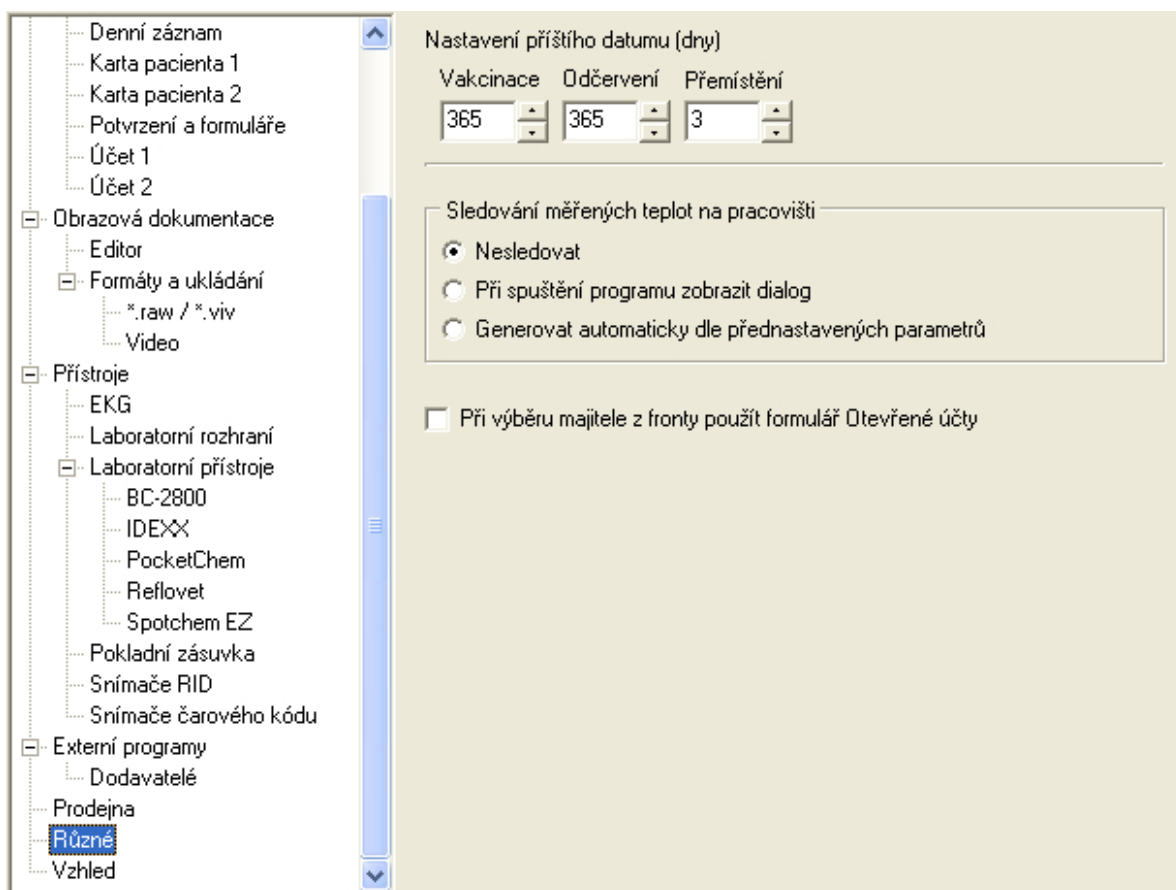 Denní záznam
Karta pacienta 1
Karta pacienta 2
Potvrzení a formuláře
Účet 1
Účet 2
Obrazová dokumentace
Editor
Formáty a ukládání
*.raw / *.viv
Video
Přístroje
EKG
Laboratorní rozhraní
Laboratorní přístroje
BC-2800
IDEXX
PocketChem
Reflovet
Spotchem EZ
Pokladní zásuvka
Snímače RID
Snímače čarového kódu
Externí programy
Dodavatelé
Prodejna
Různé
Vzhled
Nastavení příštího datumu (dny)
Vakcinace Odčervení Přemístění
365 365 3
Sledování měřených teplot na pracovišti
Nesledovat
Při spuštění programu zobrazit dialog
Generovat automaticky dle přednastavených parametrů
Při výběru majitele z fronty použít formulář Otevřené účty